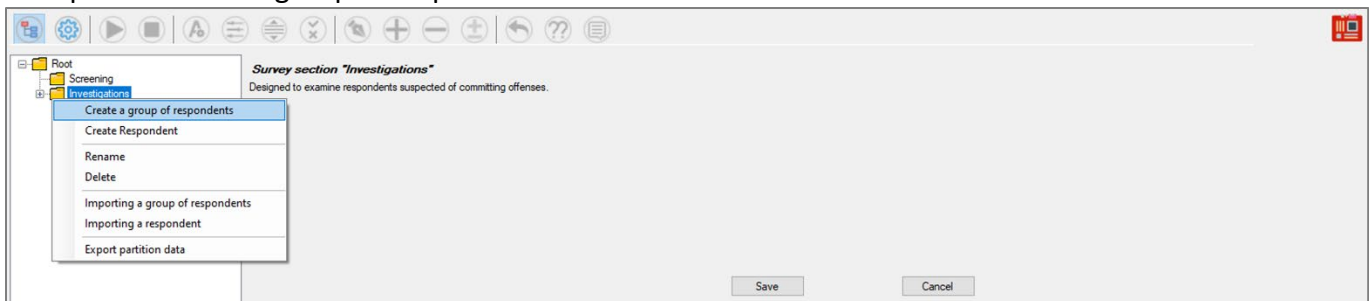 Root
Screening
Investigations
Create a group of respondents
Create Respondent
Rename
Delete
Importing a group of respondents
Importing a respondent
Export partition data
Survey section "Investigations"
Designed to examine respondents suspected of committing offenses.
Save
Cancel